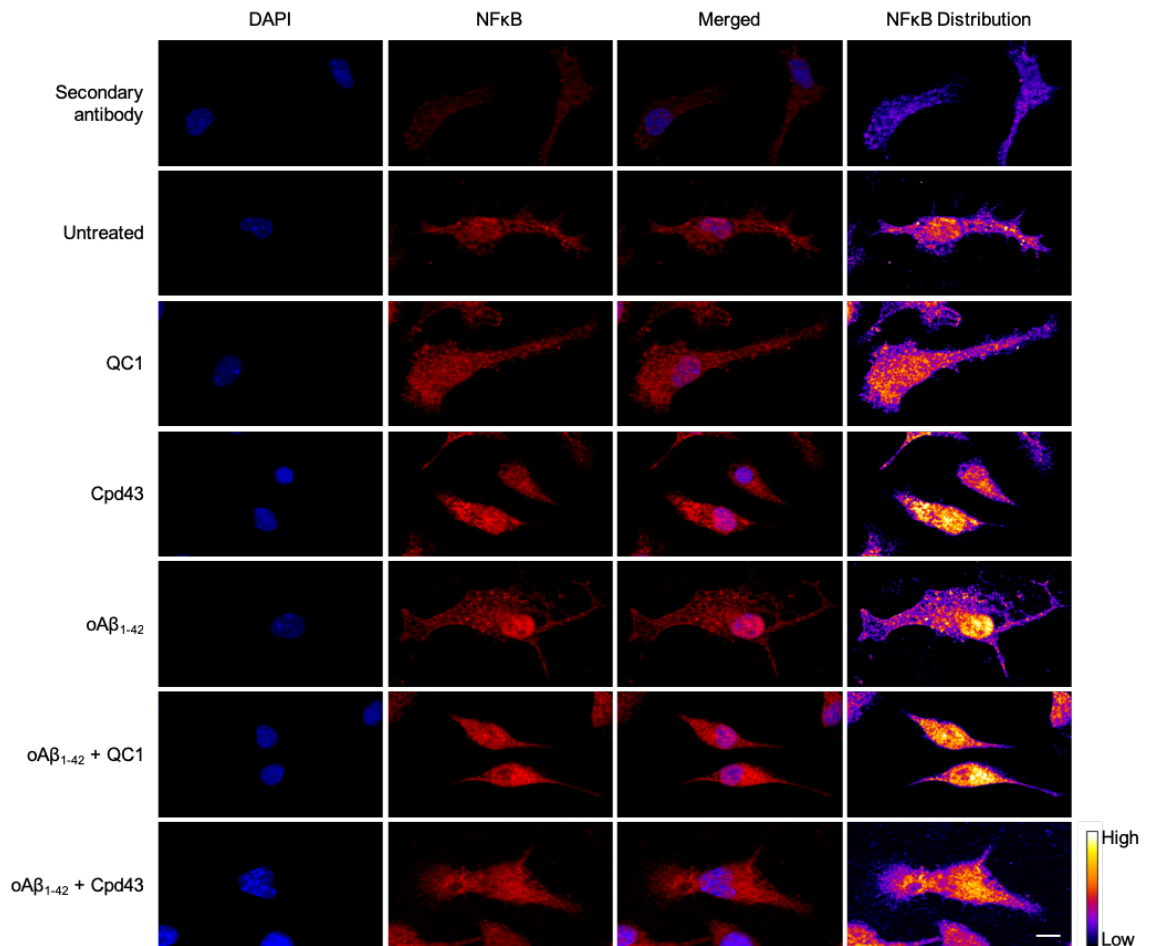 DAPI NFκB Merged NFκB Distribution
Secondary
antibody
Untreated
QC1
Cpd43
oAβ₁₋₄₂
oAβ₁₋₄₂ + QC1
oAβ₁₋₄₂ + Cpd43
High
Low